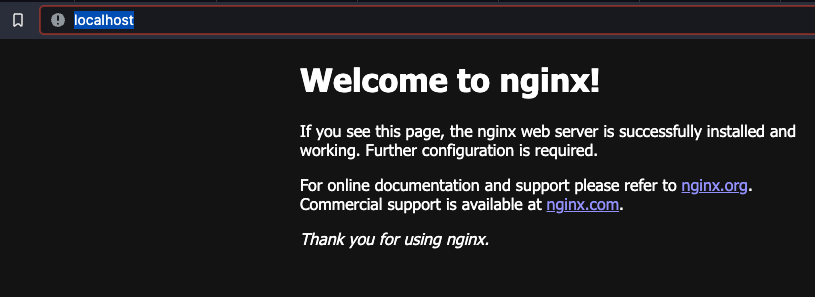 localhost
Welcome to nginx!
If you see this page, the nginx web server is successfully installed and
working. Further configuration is required.
For online documentation and support please refer to nginx.org.
Commercial support is available at nginx.com.
Thank you for using nginx.